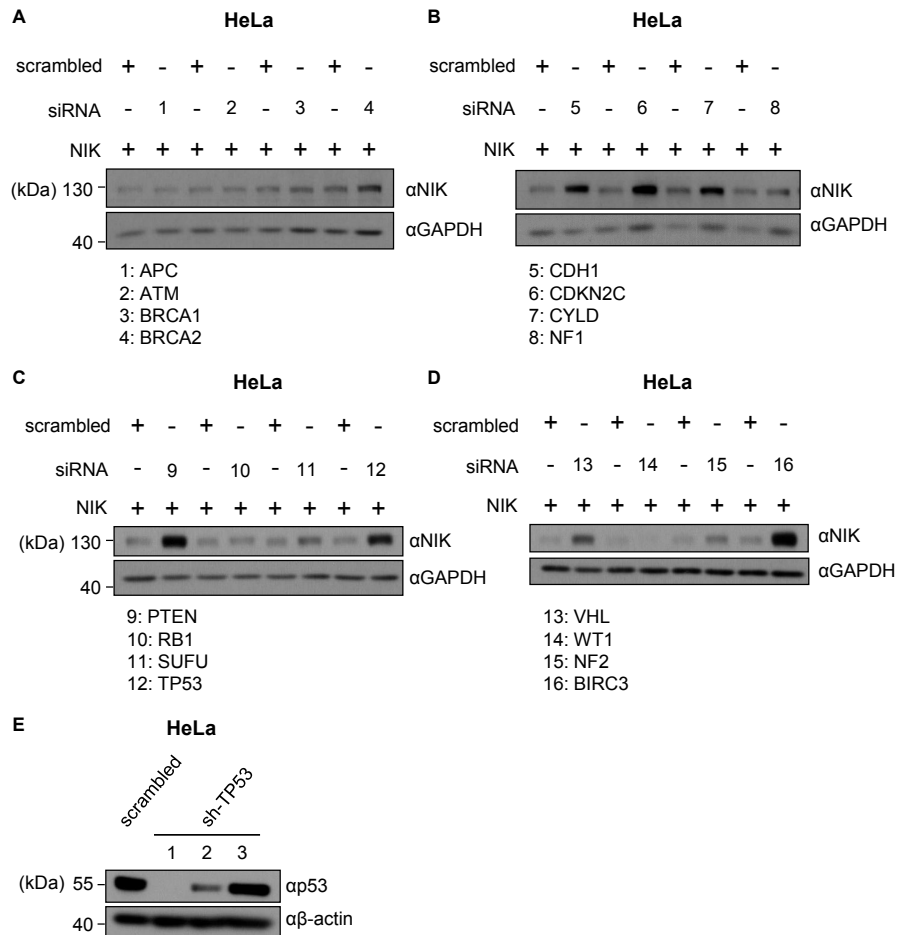 A
HeLa
scrambled + - + - + - + -
siRNA - 1 - 2 - 3 - 4
NIK + + + + + + + +
(kDa) 130 αNIK
40 αGAPDH
1: APC
2: ATM
3: BRCA1
4: BRCA2
B
HeLa
scrambled + - + - + - + -
siRNA - 5 - 6 - 7 - 8
NIK + + + + + + + +
αNIK
αGAPDH
5: CDH1
6: CDKN2C
7: CYLD
8: NF1
C
HeLa
scrambled + - + - + - + -
siRNA - 9 - 10 - 11 - 12
NIK + + + + + + + +
(kDa) 130 αNIK
40 αGAPDH
9: PTEN
10: RB1
11: SUFU
12: TP53
D
HeLa
scrambled + - + - + - + -
siRNA - 13 - 14 - 15 - 16
NIK + + + + + + + +
αNIK
αGAPDH
13: VHL
14: WT1
15: NF2
16: BIRC3
E
HeLa
scrambled
sh-TP53
1 2 3
(kDa) 55 αp53
40 αβ-actin